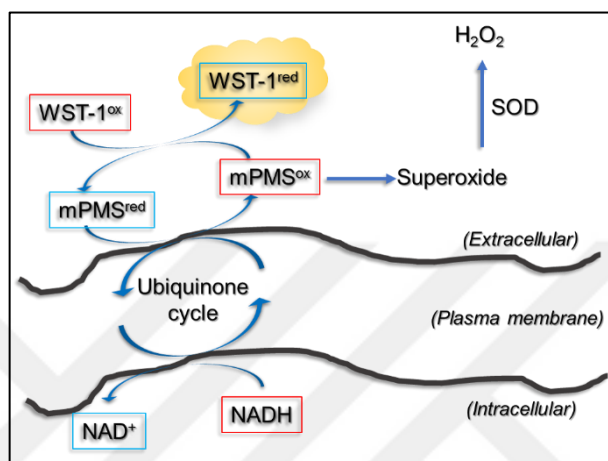 H₂O₂
WST-1ʳᵉᵈ
WST-1ᵒˣ
SOD
mPMSᵒˣ
Superoxide
mPMSʳᵉᵈ
(Extracellular)
Ubiquinone
cycle
(Plasma membrane)
NADH
(Intracellular)
NAD⁺